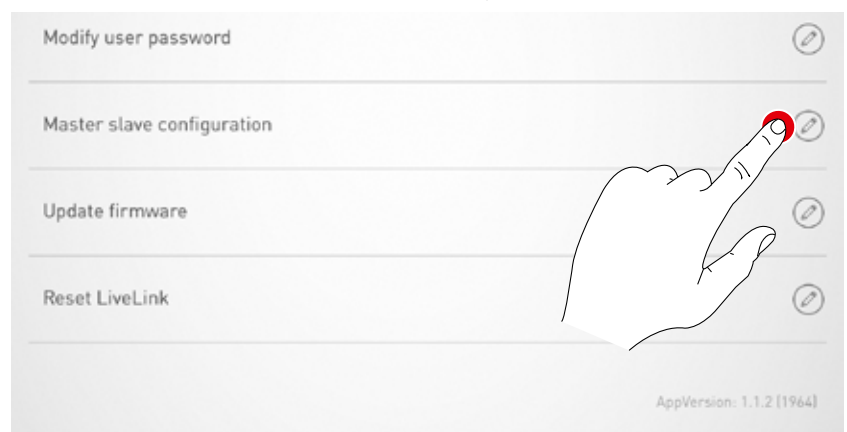 Modify user password
Master slave configuration
Update firmware
Reset LiveLink
AppVersion: 1.1.2 (1964)